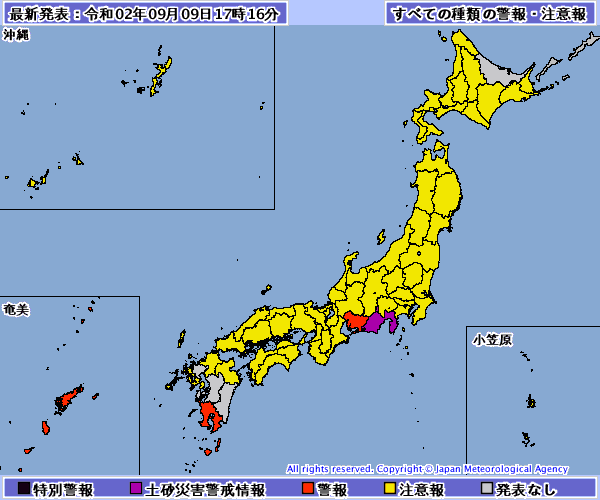 最新発表：令和02年09月09日17時16分
すべての種類の警報・注意報
沖縄
奄美
小笠原
All rights reserved. Copyright © Japan Meteorological Agency
特別警報 土砂災害警戒情報 警報 注意報 発表なし